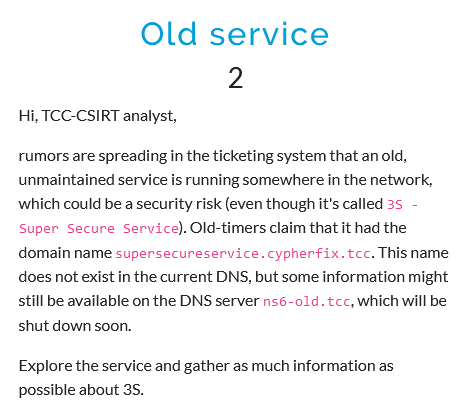 Old service
2
Hi, TCC-CSIRT analyst,
rumors are spreading in the ticketing system that an old,
unmaintained service is running somewhere in the network,
which could be a security risk (even though it's called 3S -
Super Secure Service). Old-timers claim that it had the
domain name supersecureservice.cypherfix.tcc. This name
does not exist in the current DNS, but some information might
still be available on the DNS server ns6-old.tcc, which will be
shut down soon.
Explore the service and gather as much information as
possible about 3S.